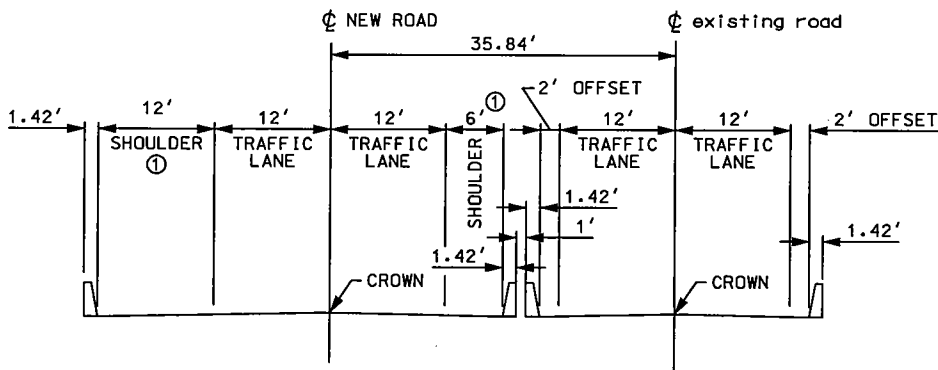 ℄ NEW ROAD
℄ existing road
35.84'
2' OFFSET
1.42'
12'
SHOULDER
①
12'
TRAFFIC
LANE
12'
TRAFFIC
LANE
6'
①
SHOULDER
12'
TRAFFIC
LANE
12'
TRAFFIC
LANE
2' OFFSET
1.42'
1'
1.42'
1.42'
CROWN
CROWN